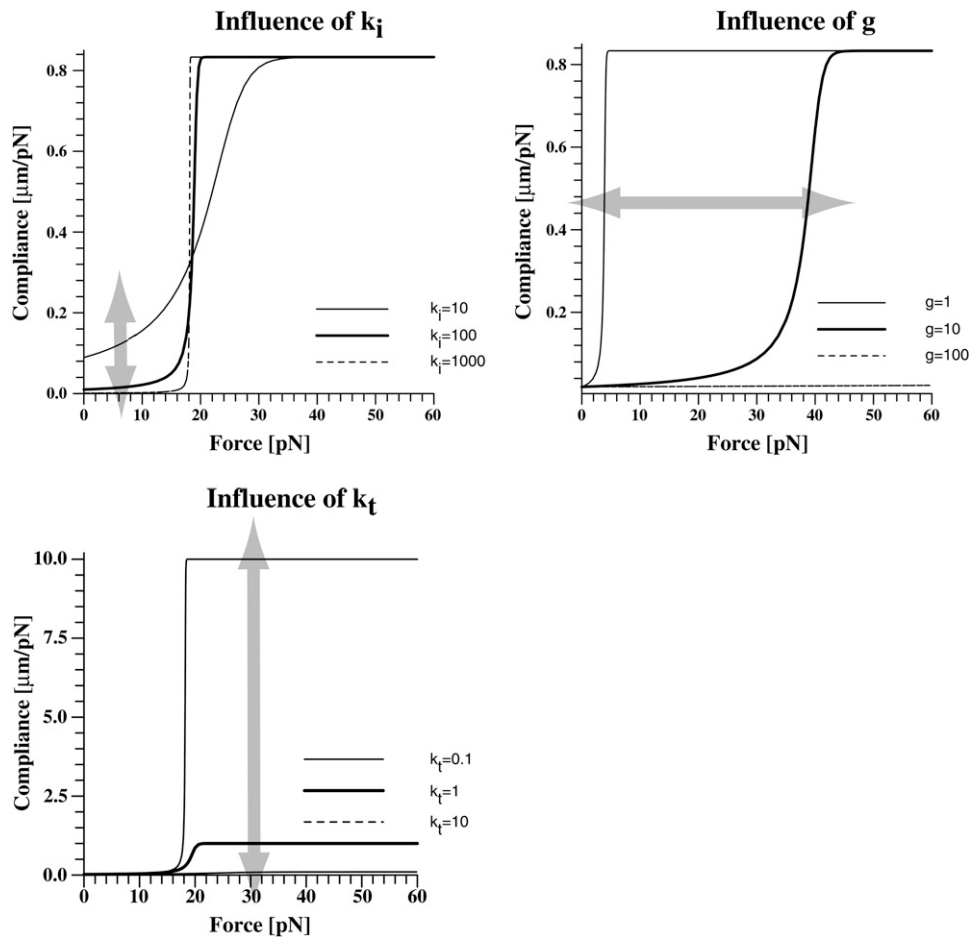 Influence of ki
Compliance [μm/pN]
0.8
0.6
0.4
0.2
0.0
0 10 20 30 40 50 60
Force [pN]
ki=10
ki=100
ki=1000
Influence of g
Compliance [μm/pN]
0.8
0.6
0.4
0.2
0 10 20 30 40 50 60
Force [pN]
g=1
g=10
g=100
Influence of kt
Compliance [μm/pN]
10.0
7.5
5.0
2.5
0.0
0 10 20 30 40 50 60
Force [pN]
kt=0.1
kt=1
kt=10